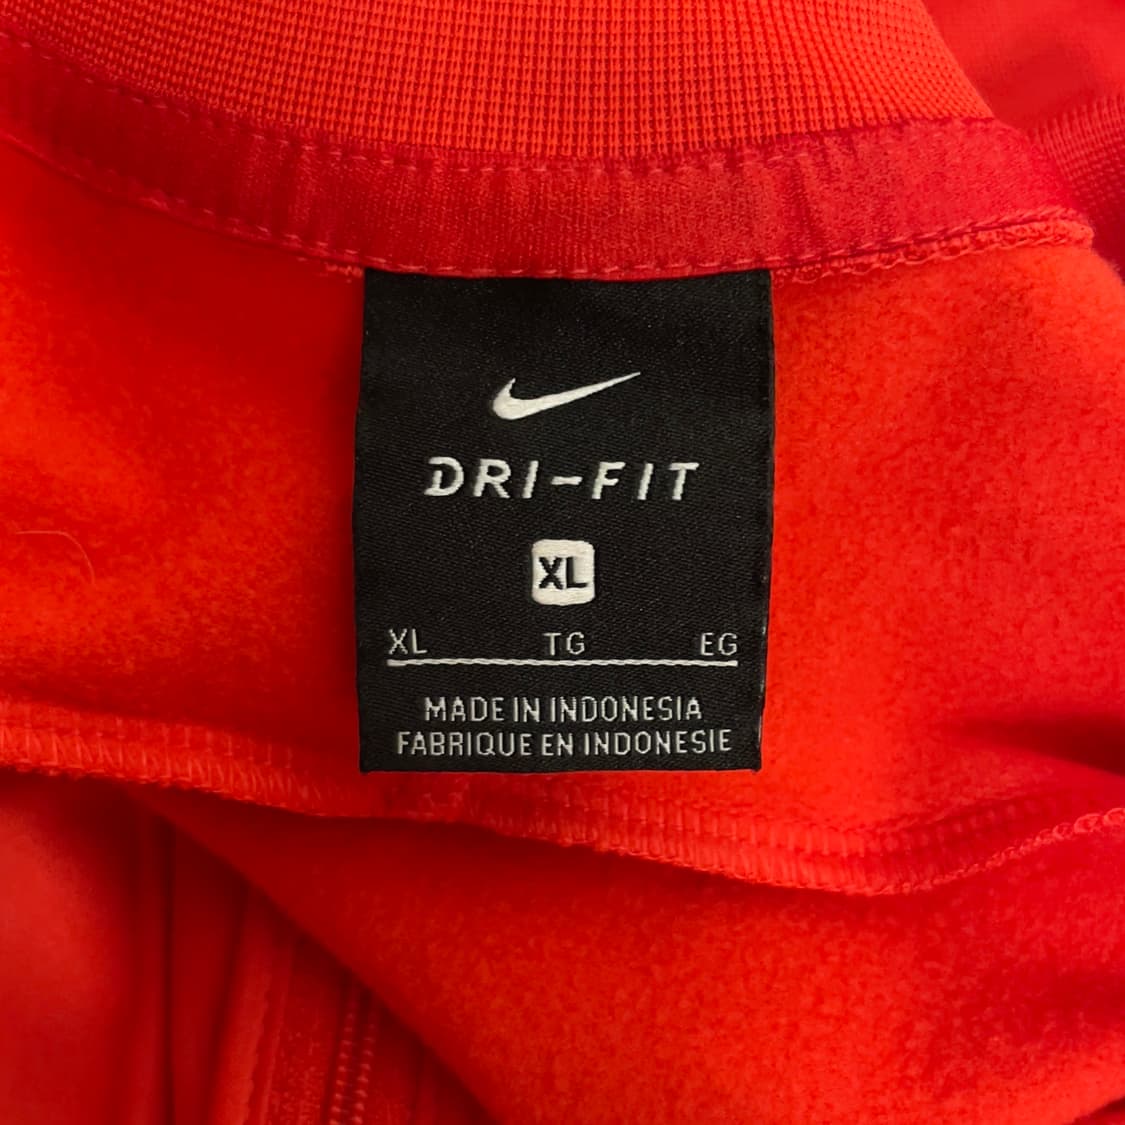 DRI-FIT
XL
XL TG EG
MADE IN INDONESIA
FABRIQUE EN INDONESIE